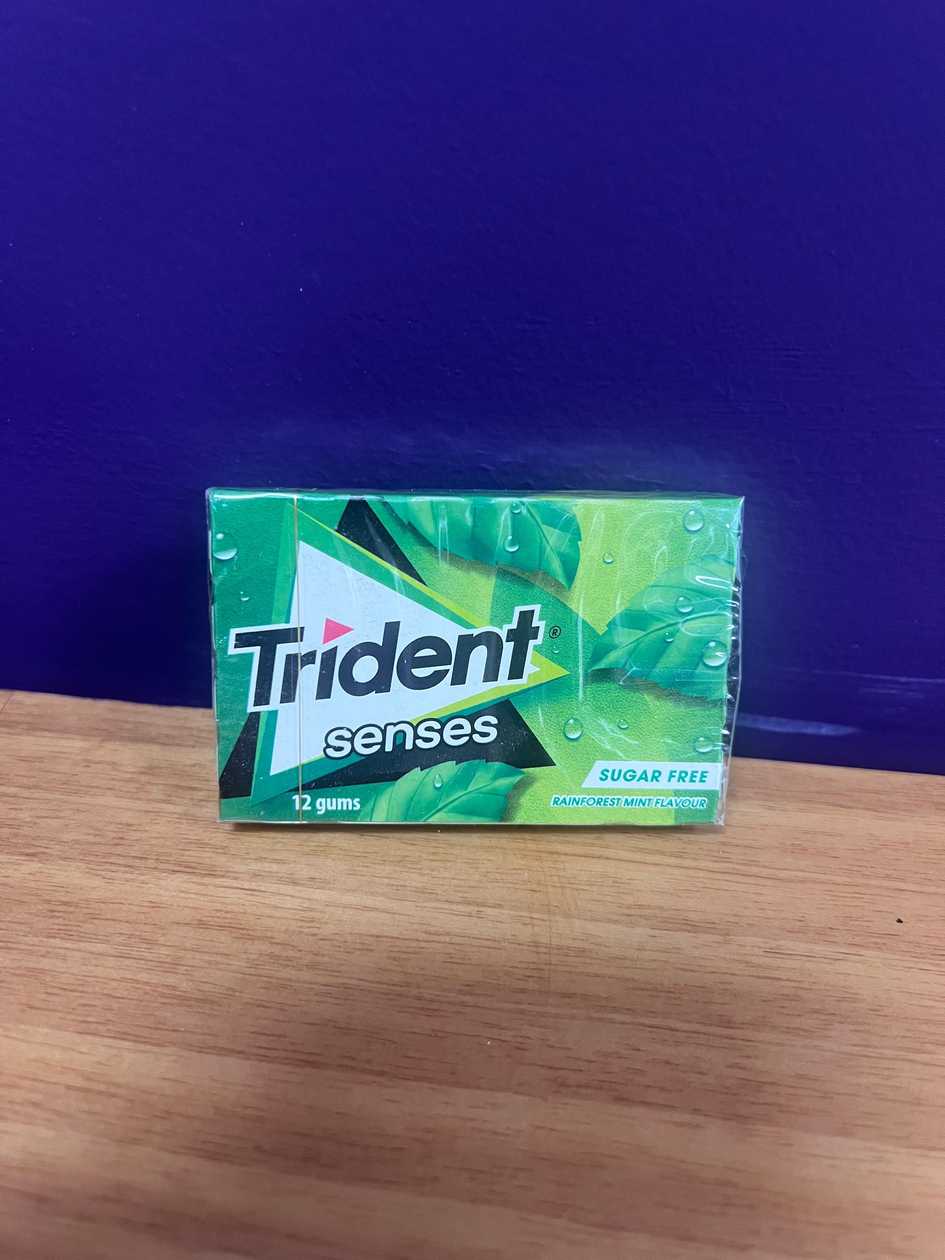 Trident®
senses
12 gums
SUGAR FREE
RAINFOREST MINT FLAVOUR